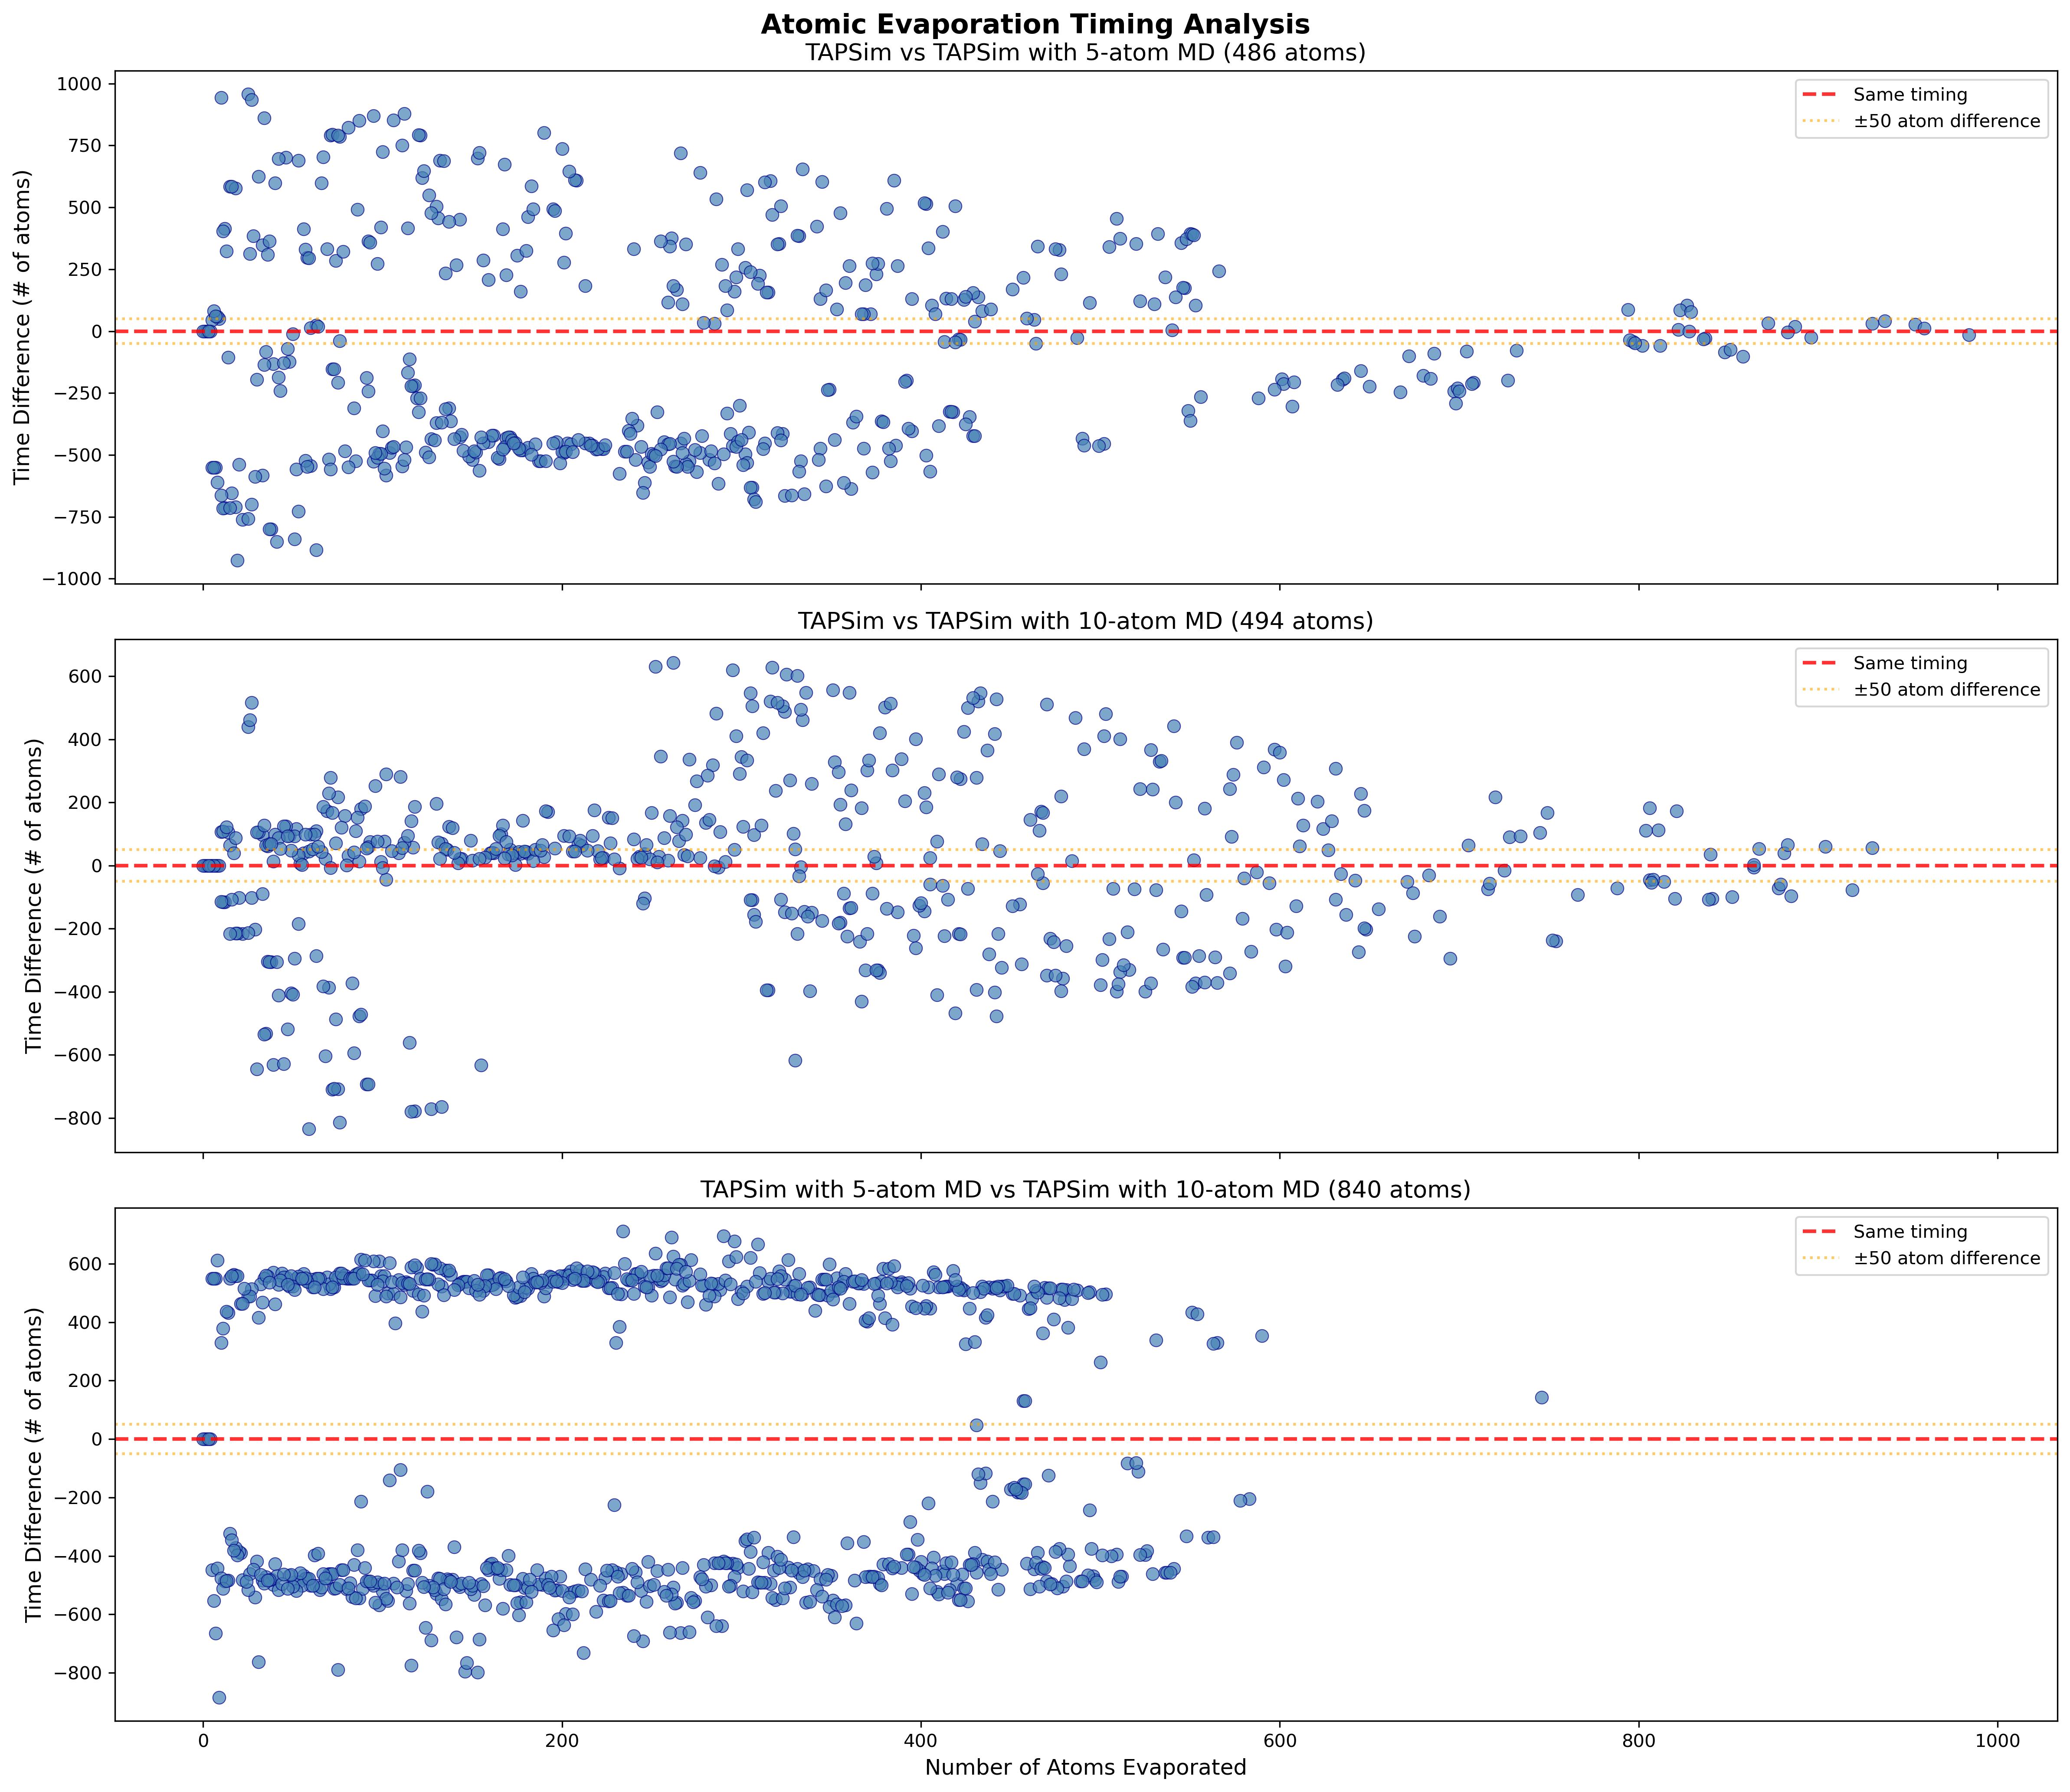 Atomic Evaporation Timing Analysis
TAPSim vs TAPSim with 5-atom MD (486 atoms)
Time Difference (# of atoms)
1000
750
500
250
0
−250
−500
−750
−1000
Same timing
±50 atom difference
TAPSim vs TAPSim with 10-atom MD (494 atoms)
Time Difference (# of atoms)
600
400
200
0
−200
−400
−600
−800
Same timing
±50 atom difference
TAPSim with 5-atom MD vs TAPSim with 10-atom MD (840 atoms)
Time Difference (# of atoms)
600
400
200
0
−200
−400
−600
−800
Same timing
±50 atom difference
0 200 400 600 800 1000
Number of Atoms Evaporated